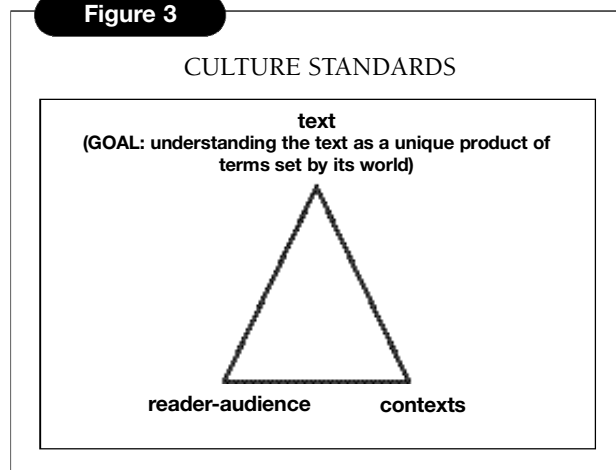 Figure 3
CULTURE STANDARDS
text
(GOAL: understanding the text as a unique product of
terms set by its world)
reader-audience contexts